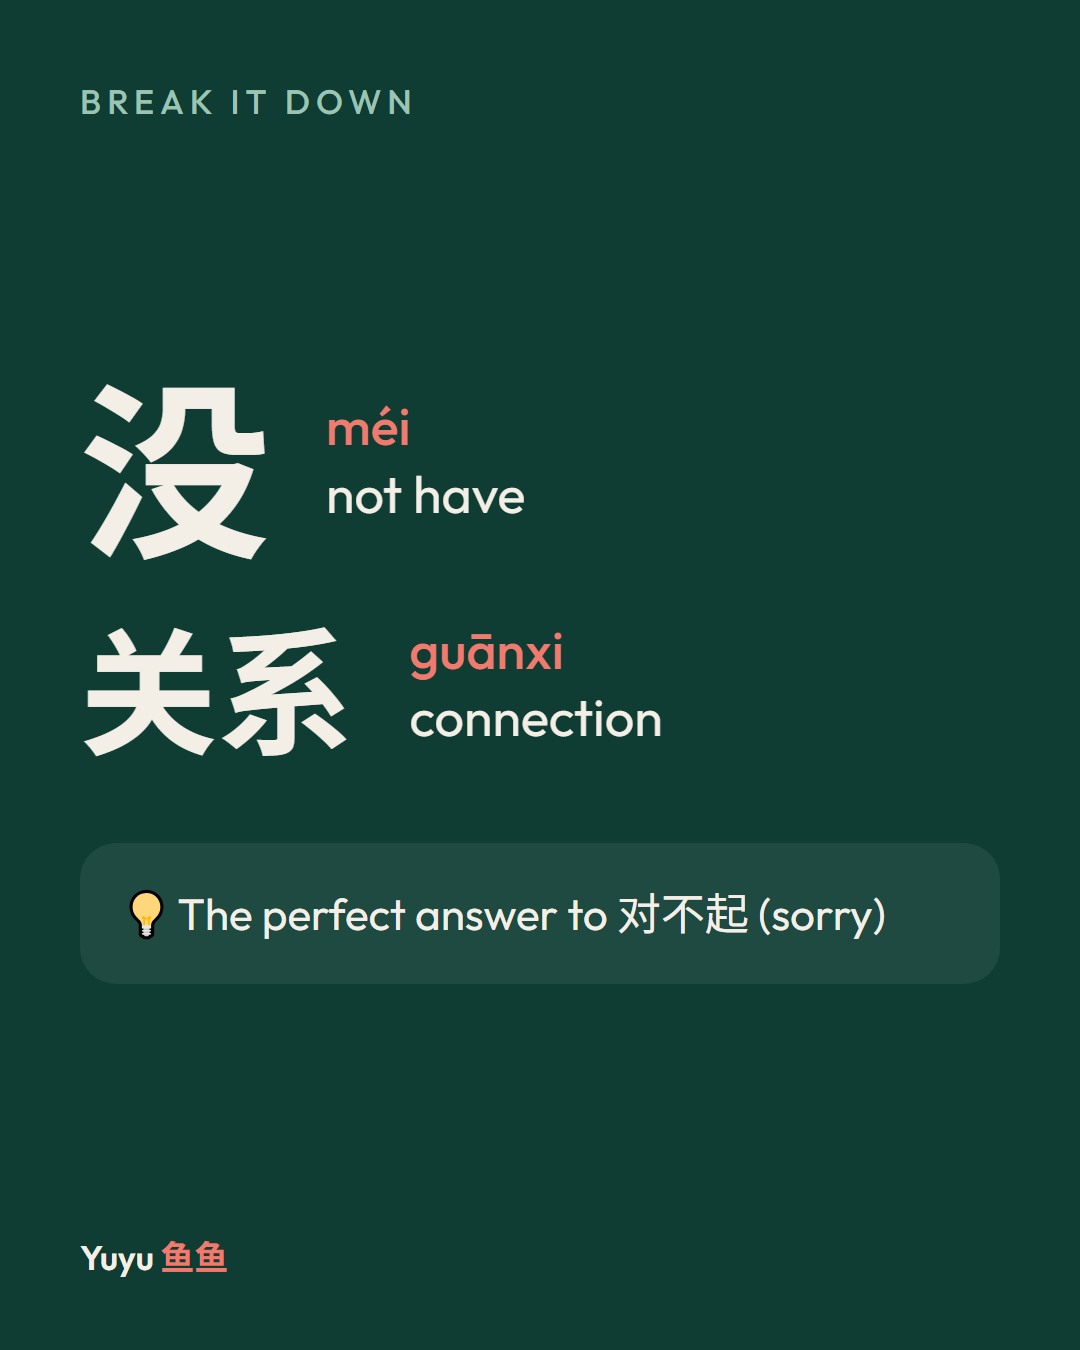 BREAK IT DOWN
没
méi
not have
关系
guānxi
connection
💡 The perfect answer to 对不起 (sorry)
Yuyu 鱼鱼